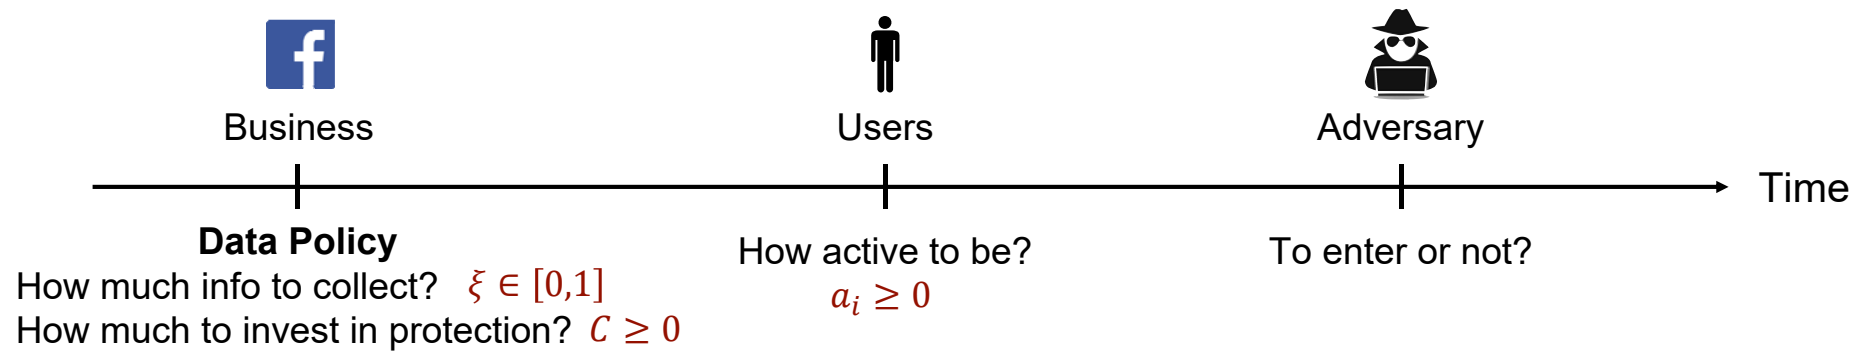 Business
Users
Adversary
Time
Data Policy
How much info to collect? ξ ∈ [0,1]
How much to invest in protection? C ≥ 0
How active to be?
a_i ≥ 0
To enter or not?